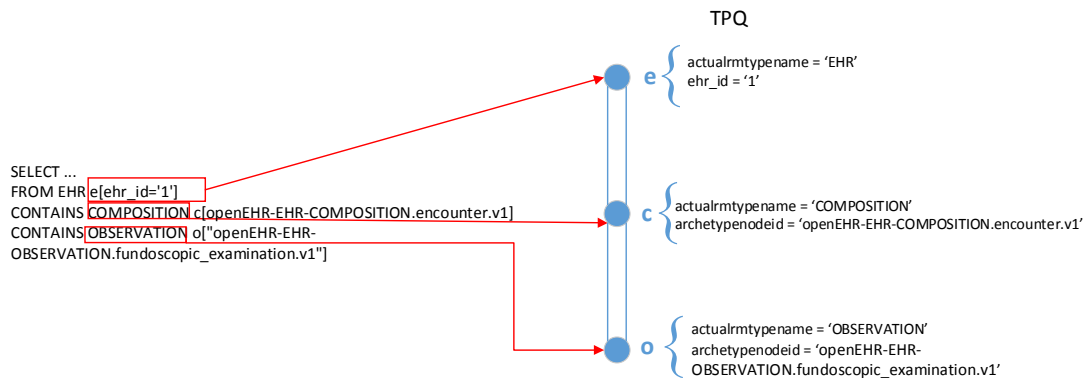 TPQ
e
actualrmtypename = ‘EHR’
ehr_id = ‘1’
SELECT ...
FROM EHR e[ehr_id='1']
CONTAINS COMPOSITION c[openEHR-EHR-COMPOSITION.encounter.v1]
CONTAINS OBSERVATION o["openEHR-EHR-
OBSERVATION.fundoscopic_examination.v1"]
c
actualrmtypename = ‘COMPOSITION’
archetypenodeid = ‘openEHR-EHR-COMPOSITION.encounter.v1’
o
actualrmtypename = ‘OBSERVATION’
archetypenodeid = ‘openEHR-EHR-
OBSERVATION.fundoscopic_examination.v1’